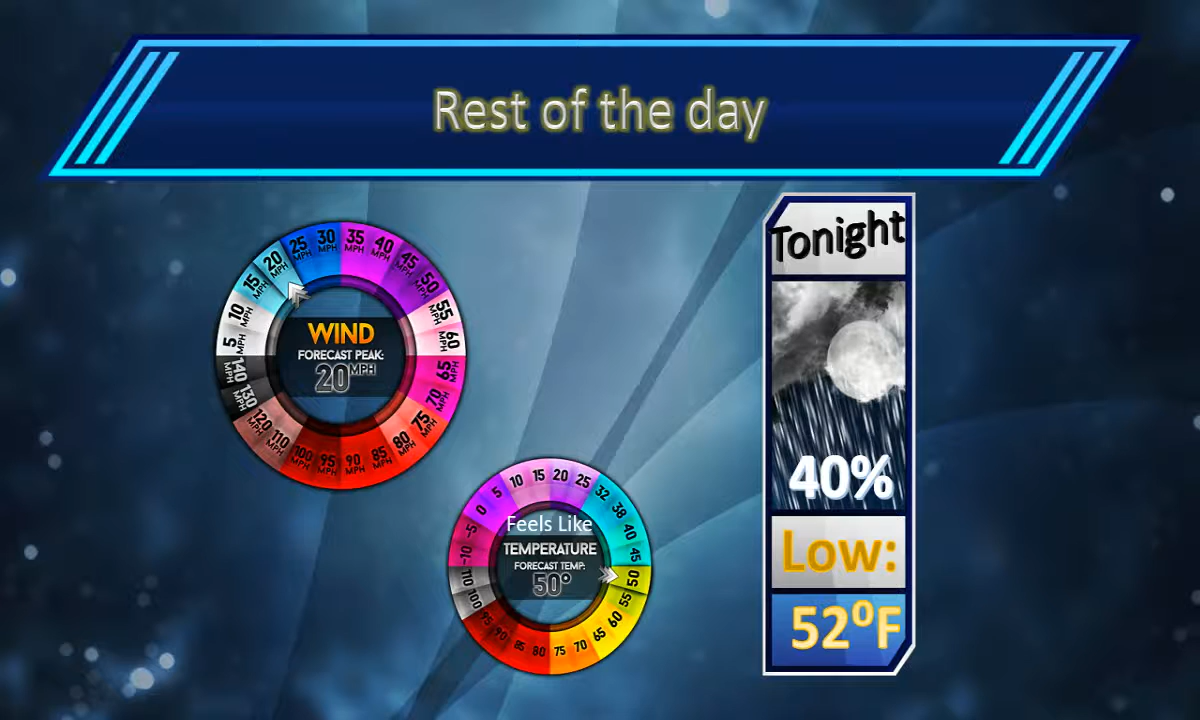 Rest of the day
5 MPH
10 MPH
15 MPH
20 MPH
25 MPH
30 MPH
35 MPH
40 MPH
45 MPH
50 MPH
55 MPH
60 MPH
65 MPH
70 MPH
75 MPH
80 MPH
85 MPH
90 MPH
95 MPH
100 MPH
110 MPH
120 MPH
130 MPH
140 MPH
WIND
FORECAST PEAK:
20 MPH
-10
-5
0
5
10
15
20
25
32
38
40
45
50
55
60
65
70
75
80
85
90
95
100
110
Feels Like
TEMPERATURE
FORECAST TEMP:
50°
Tonight
40%
Low:
52ºF